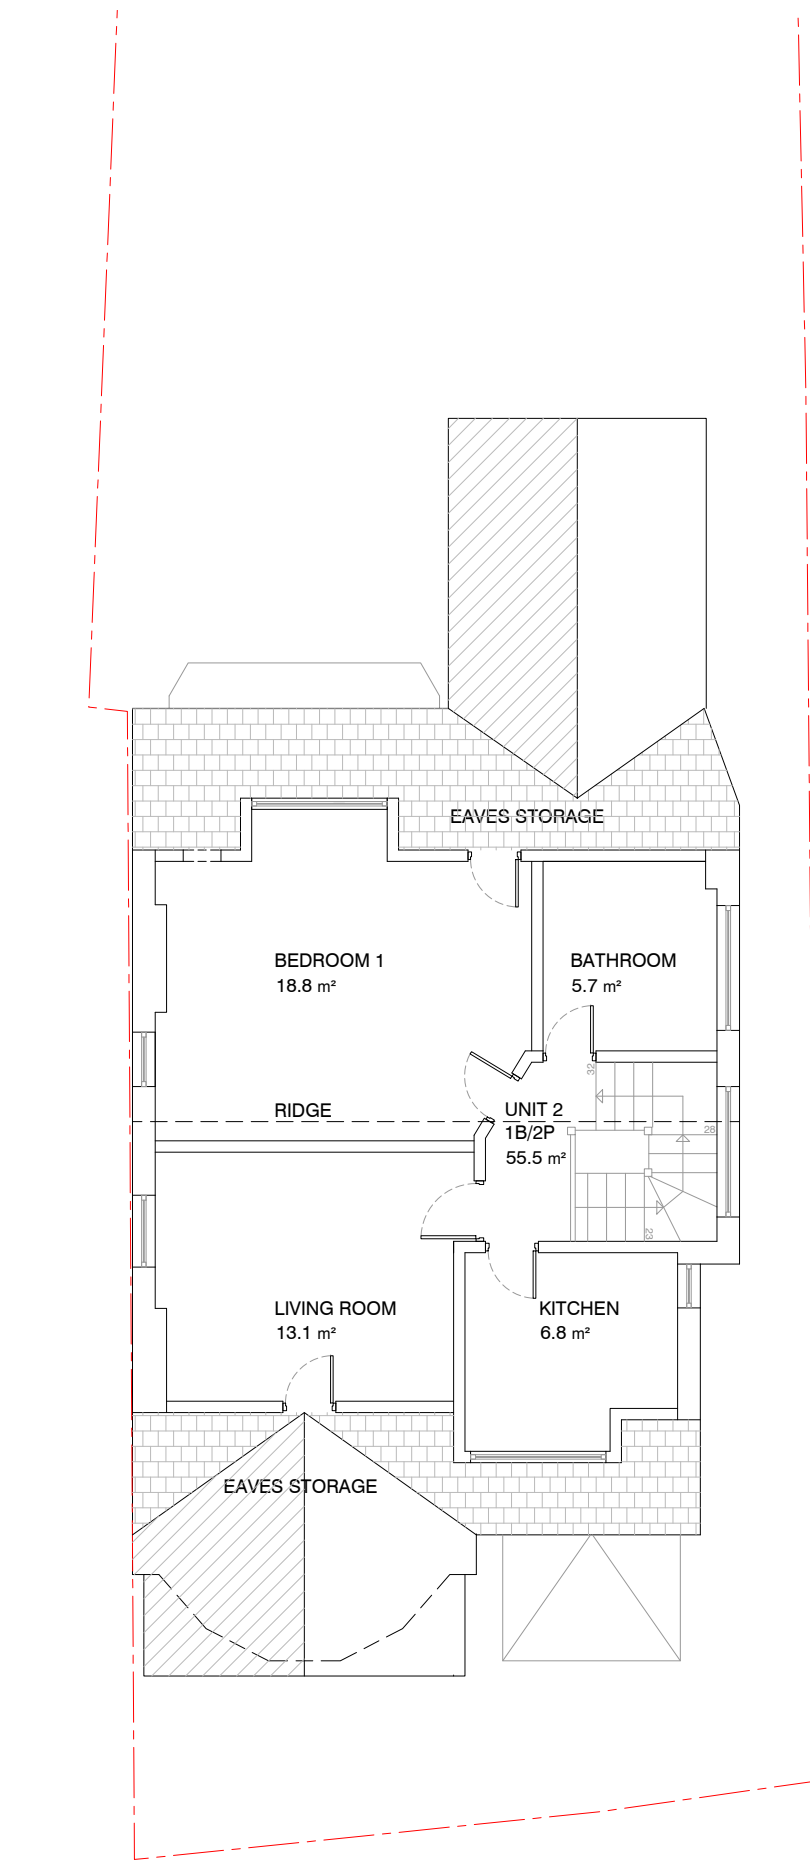 EAVES STORAGE
BEDROOM 1
18.8 m²
BATHROOM
5.7 m²
32
RIDGE
UNIT 2
1B/2P
55.5 m²
28
23
LIVING ROOM
13.1 m²
KITCHEN
6.8 m²
EAVES STORAGE